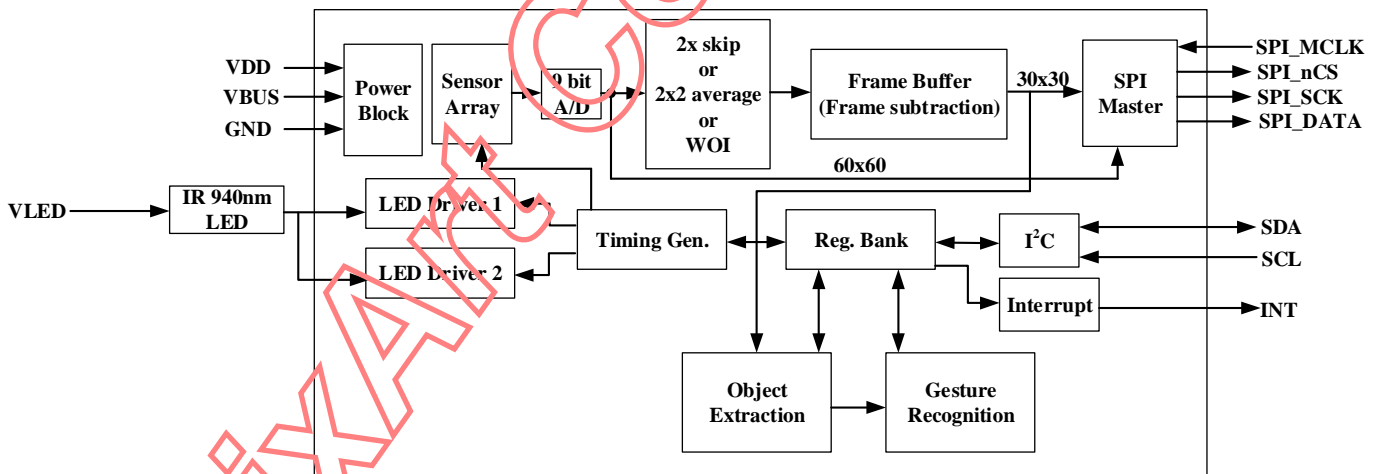 VDD
VBUS
GND
Power
Block
Sensor
Array
9 bit
A/D
2x skip
or
2x2 average
or
WOI
Frame Buffer
(Frame subtraction)
30x30
SPI
Master
SPI_MCLK
SPI_nCS
SPI_SCK
SPI_DATA
60x60
VLED
IR 940nm
LED
LED Driver 1
LED Driver 2
Timing Gen.
Reg. Bank
I²C
SDA
SCL
Interrupt
INT
Object
Extraction
Gesture
Recognition
ixArt Co